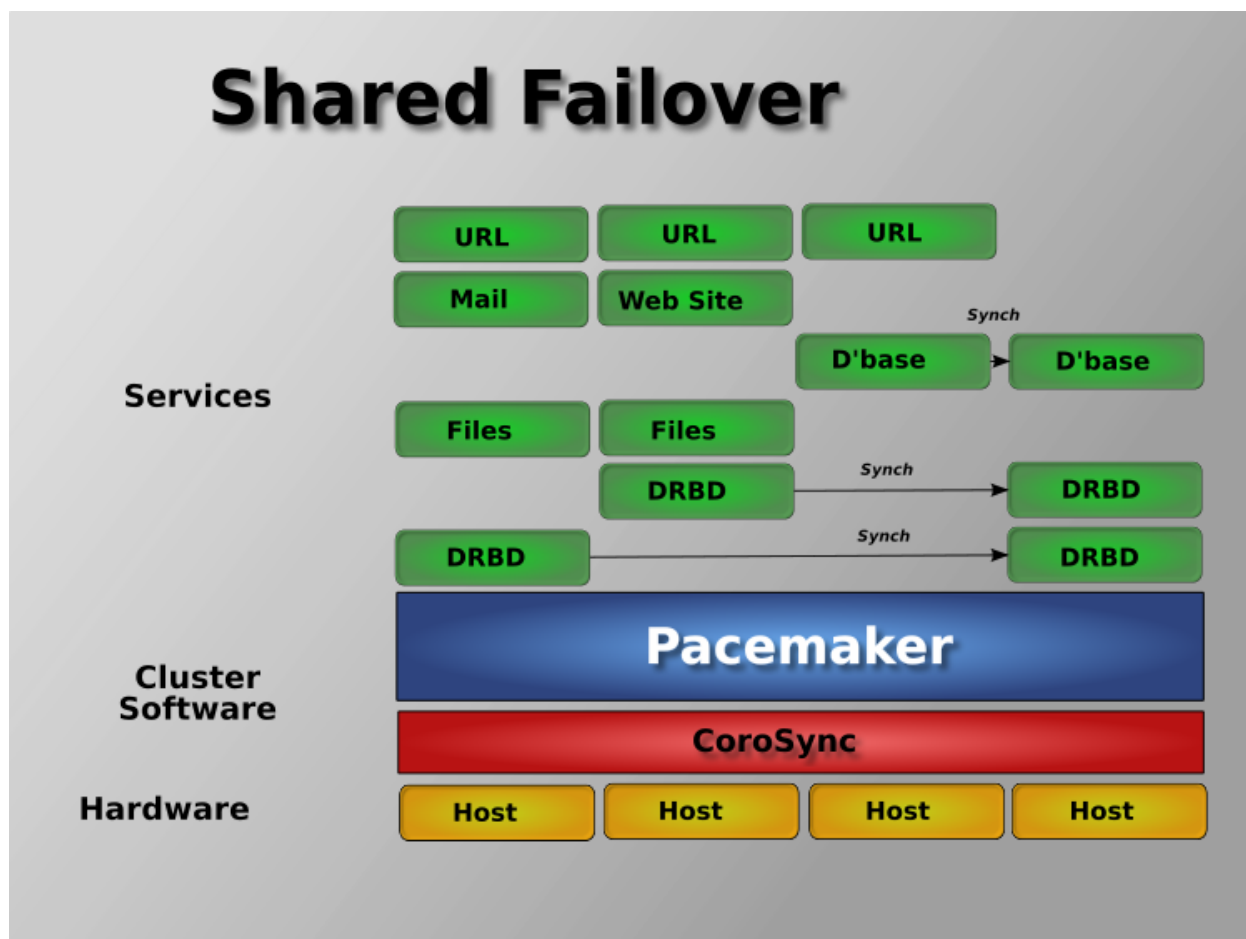 Shared Failover
URL URL URL
Mail Web Site
Synch
D'base D'base
Services
Files Files
Synch
DRBD DRBD
Synch
DRBD DRBD
Pacemaker
Cluster
Software
CoroSync
Hardware Host Host Host Host